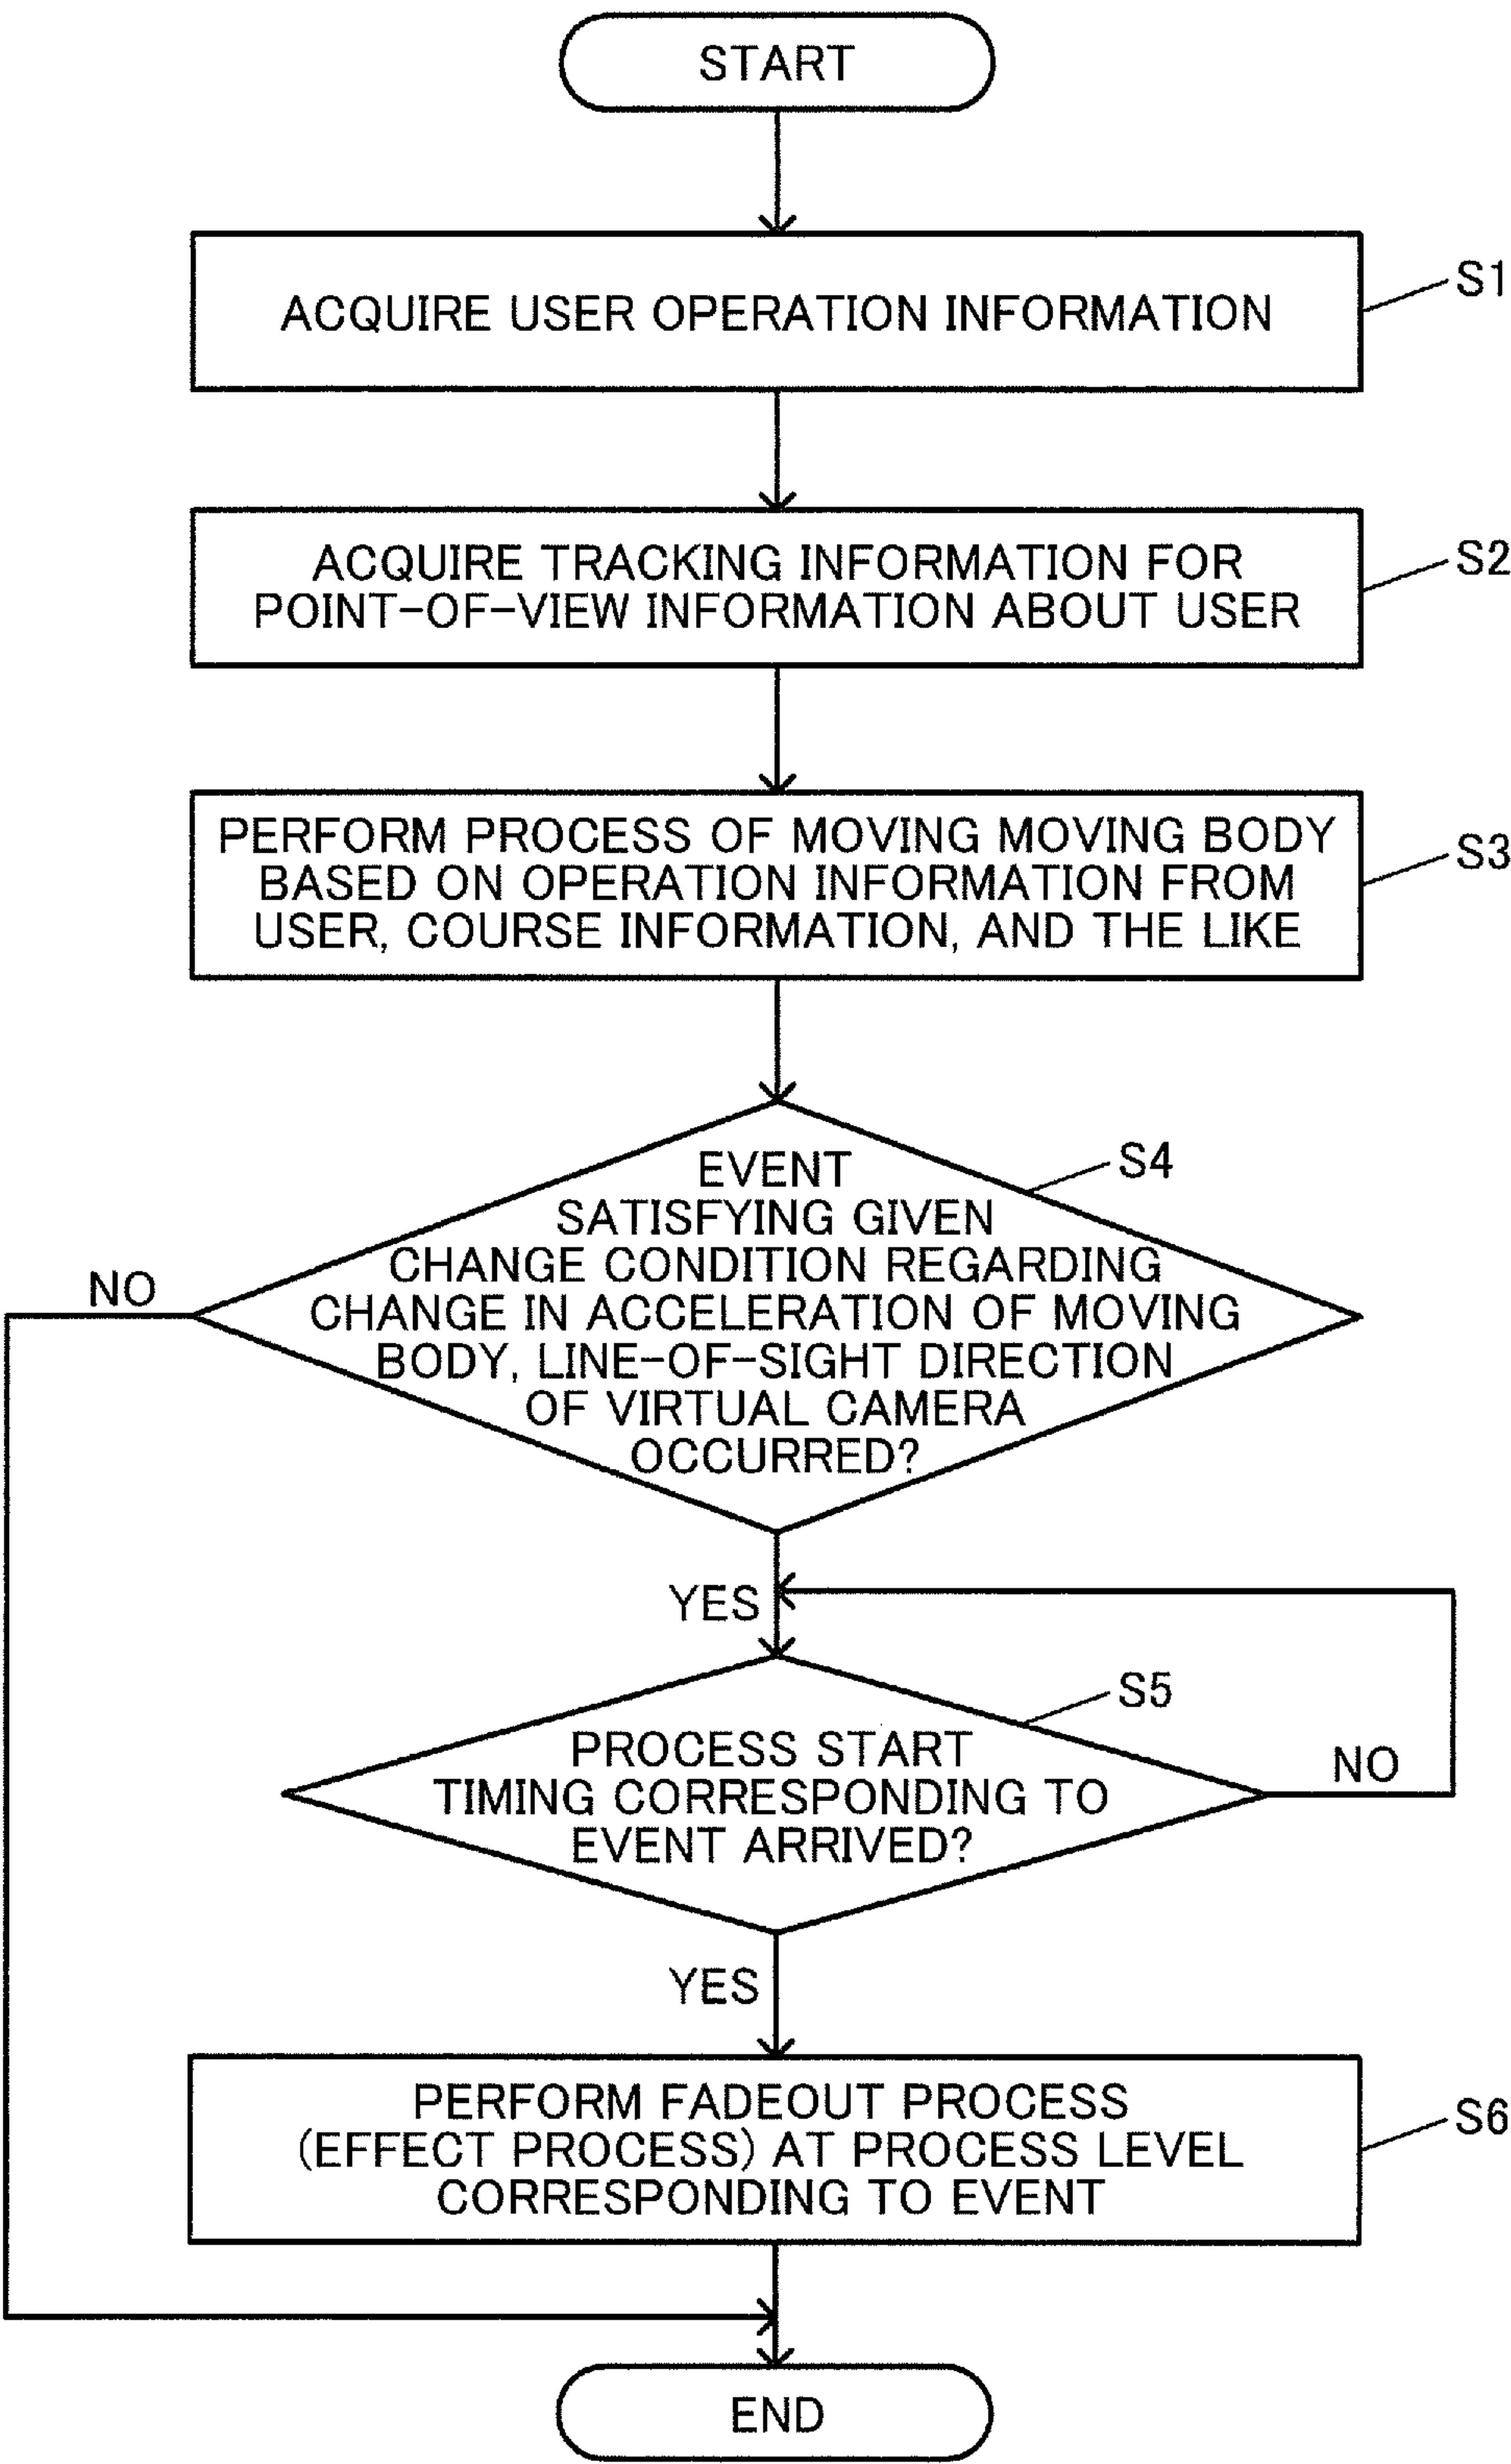 START
ACQUIRE USER OPERATION INFORMATION
S1
ACQUIRE TRACKING INFORMATION FOR
POINT-OF-VIEW INFORMATION ABOUT USER
S2
PERFORM PROCESS OF MOVING MOVING BODY
BASED ON OPERATION INFORMATION FROM
USER, COURSE INFORMATION, AND THE LIKE
S3
EVENT
SATISFYING GIVEN
CHANGE CONDITION REGARDING
CHANGE IN ACCELERATION OF MOVING
BODY, LINE-OF-SIGHT DIRECTION
OF VIRTUAL CAMERA
OCCURRED?
S4
NO
YES
PROCESS START
TIMING CORRESPONDING TO
EVENT ARRIVED?
S5
NO
YES
PERFORM FADEOUT PROCESS
(EFFECT PROCESS) AT PROCESS LEVEL
CORRESPONDING TO EVENT
S6
END